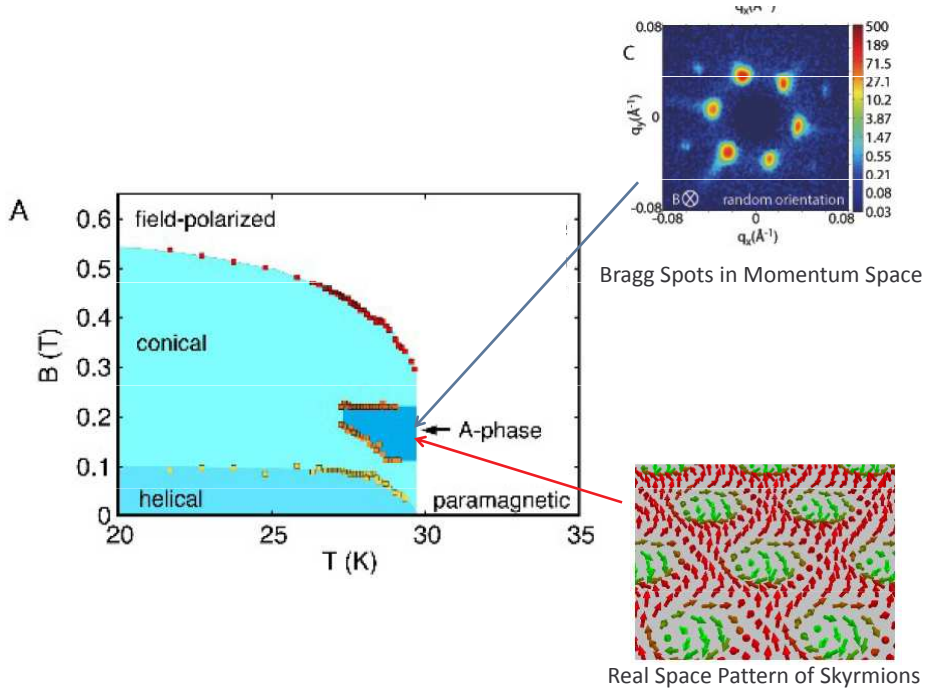 qₓ(Å⁻¹)
0.08
C
500
189
71.5
27.1
10.2
3.87
1.47
0.55
0.21
0.08
0.03
qᵧ(Å⁻¹)
0
B⊗ random orientation
-0.08
-0.08 0 0.08
qₓ(Å⁻¹)
Bragg Spots in Momentum Space
A
0.6
field-polarized
0.5
0.4
B (T)
conical
0.3
0.2
A-phase
0.1
helical
paramagnetic
0
20 25 30 35
T (K)
Real Space Pattern of Skyrmions